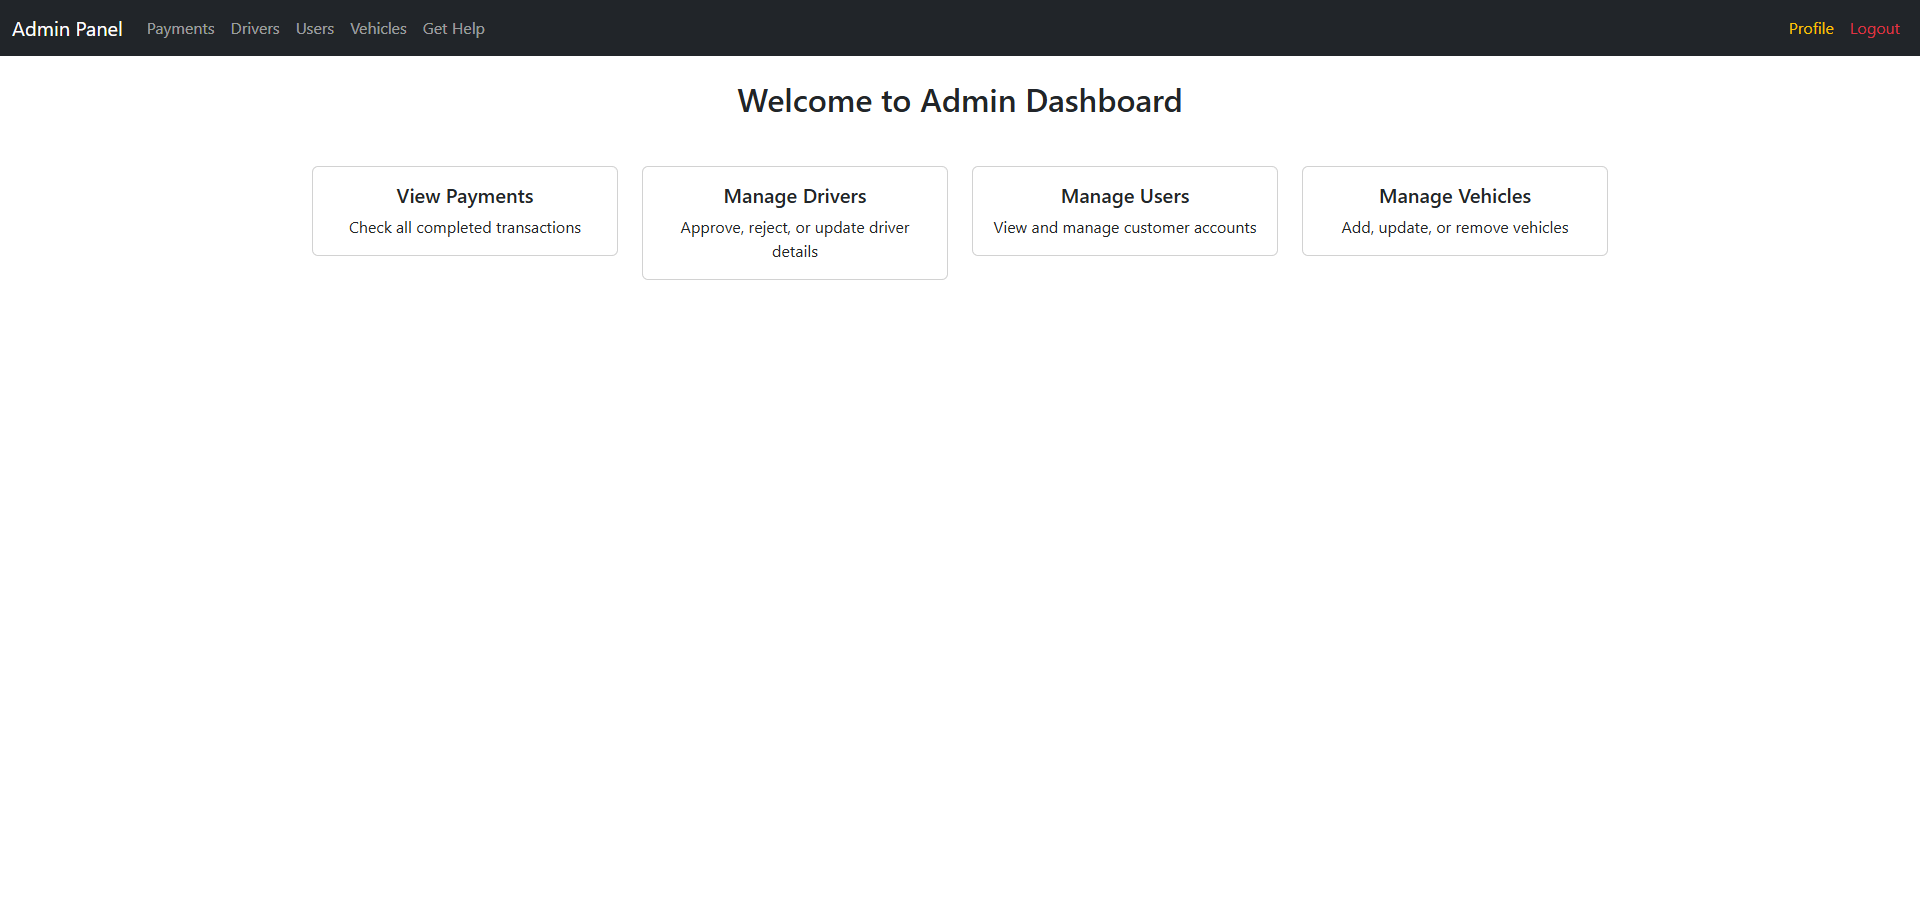 Admin Panel Payments Drivers Users Vehicles Get Help Profile Logout
Welcome to Admin Dashboard
View Payments
Check all completed transactions
Manage Drivers
Approve, reject, or update driver
details
Manage Users
View and manage customer accounts
Manage Vehicles
Add, update, or remove vehicles